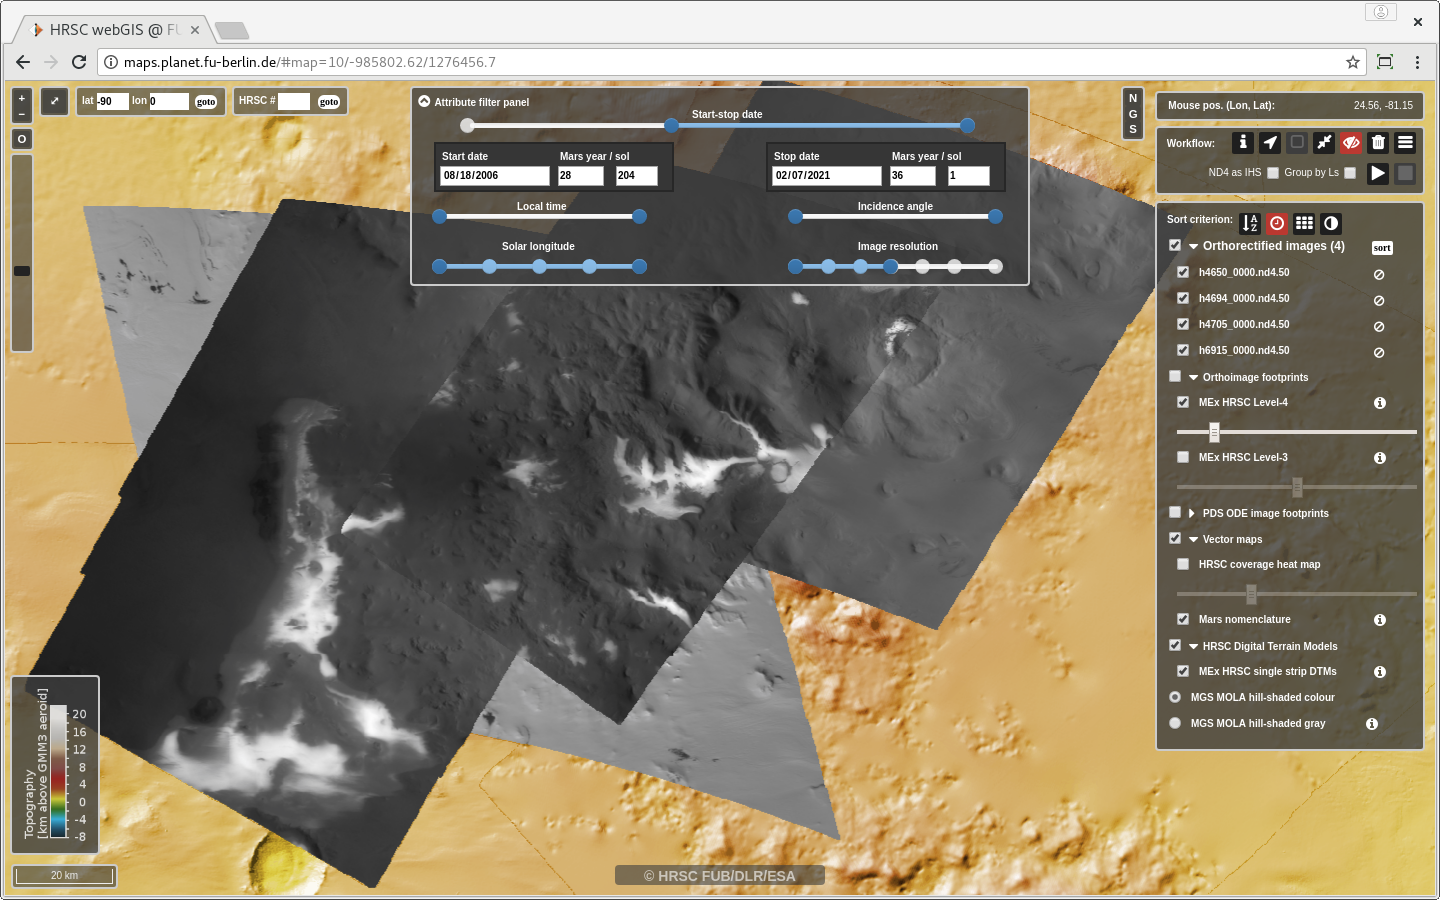 HRSC webGIS @ FU
maps.planet.fu-berlin.de/#map=10/-985802.62/1276456.7
+
−
O
lat -90 lon 0 goto
HRSC # goto
Attribute filter panel
Start-stop date
Start date Mars year / sol
08/18/2006 28 204
Stop date Mars year / sol
02/07/2021 36 1
Local time
Incidence angle
Solar longitude
Image resolution
N
G
S
Mouse pos. (Lon, Lat): 24.56, -81.15
Workflow:
ND4 as IHS Group by Ls
Sort criterion: A Z
Orthorectified images (4) sort
h4650_0000.nd4.50
h4694_0000.nd4.50
h4705_0000.nd4.50
h6915_0000.nd4.50
Orthoimage footprints
MEx HRSC Level-4
MEx HRSC Level-3
PDS ODE image footprints
Vector maps
HRSC coverage heat map
Mars nomenclature
HRSC Digital Terrain Models
MEx HRSC single strip DTMs
MGS MOLA hill-shaded colour
MGS MOLA hill-shaded gray
Topography
[km above GMM3 aeroid]
20
16
12
8
4
0
-4
-8
20 km
© HRSC FUB/DLR/ESA